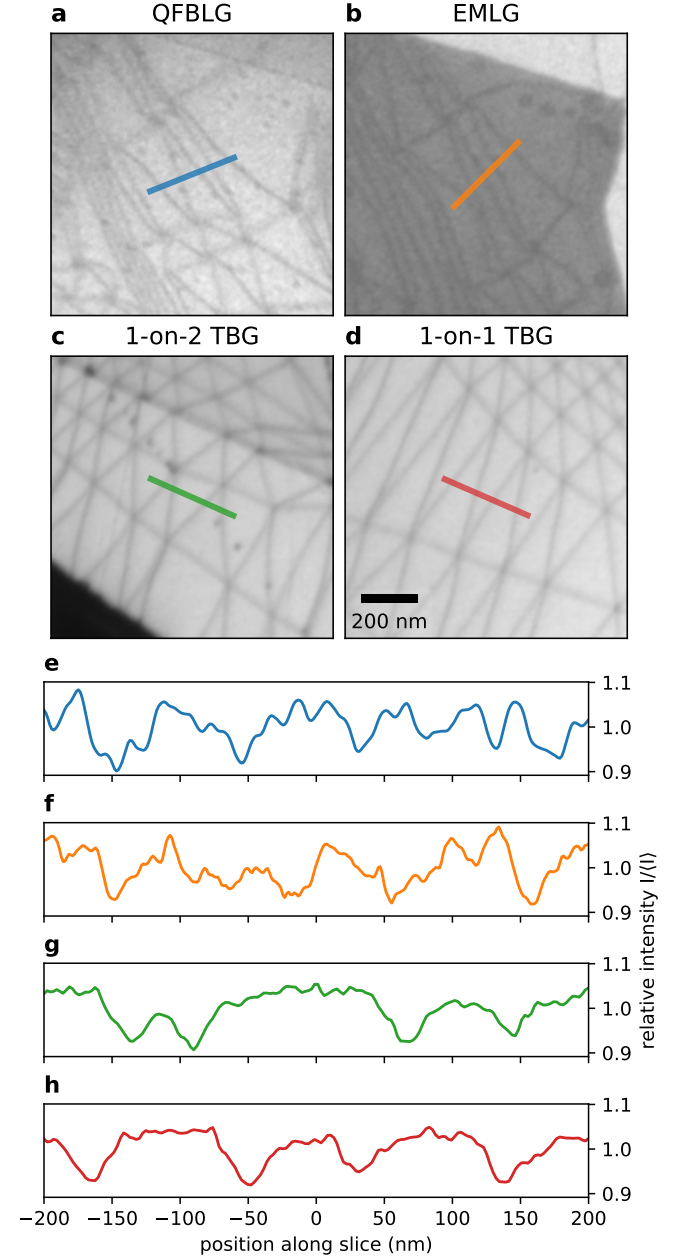 a QFBLG
b EMLG
c 1-on-2 TBG
d 1-on-1 TBG
200 nm
e
1.1
1.0
0.9
f
1.1
1.0
0.9
g
1.1
1.0
0.9
h
1.1
1.0
0.9
relative intensity I/⟨I⟩
−200 −150 −100 −50 0 50 100 150 200
position along slice (nm)